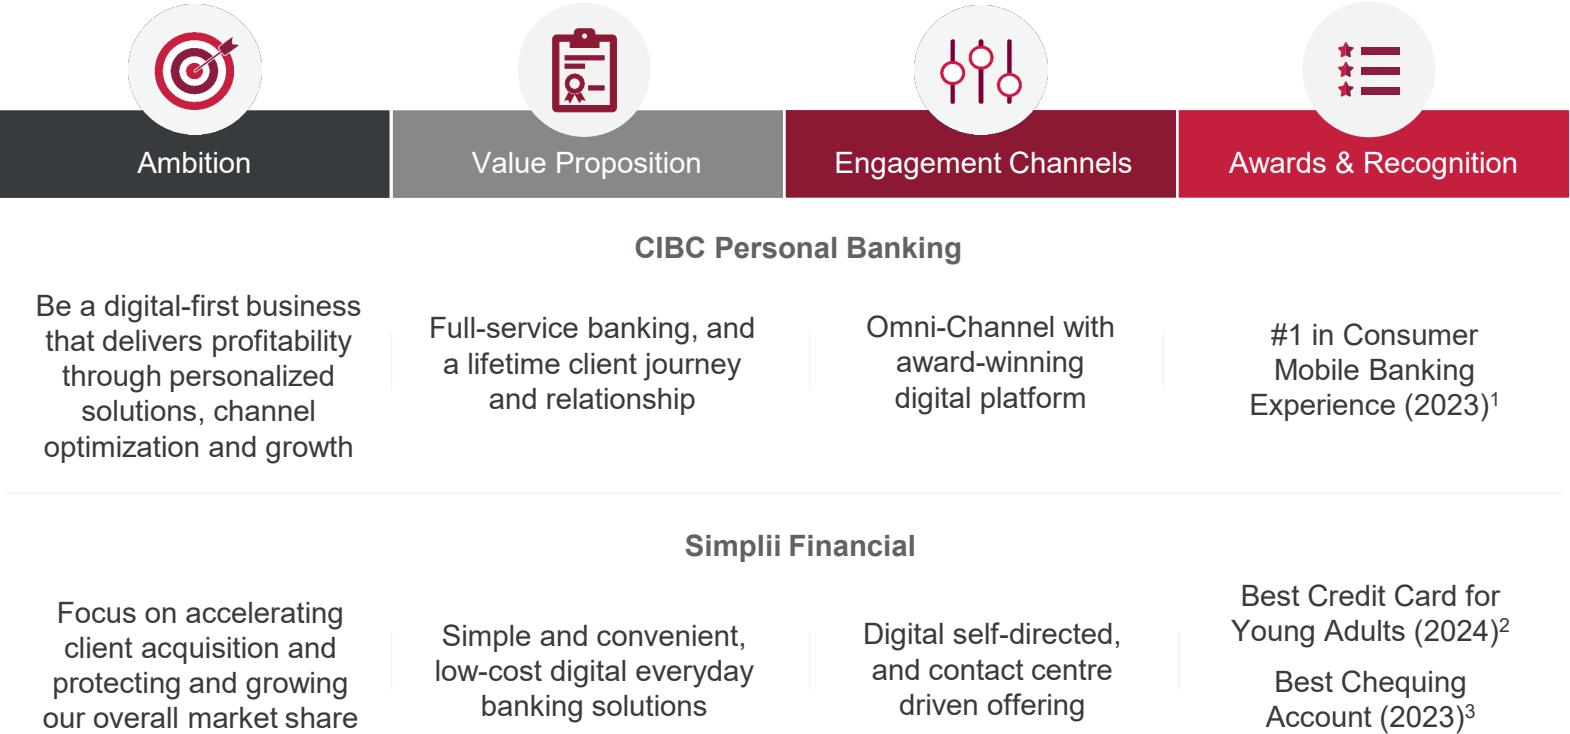 Ambition
Value Proposition
Engagement Channels
Awards & Recognition
CIBC Personal Banking
Be a digital-first business
that delivers profitability
through personalized
solutions, channel
optimization and growth
Full-service banking, and
a lifetime client journey
and relationship
Omni-Channel with
award-winning
digital platform
#1 in Consumer
Mobile Banking
Experience (2023)¹
Simplii Financial
Focus on accelerating
client acquisition and
protecting and growing
our overall market share
Simple and convenient,
low-cost digital everyday
banking solutions
Digital self-directed,
and contact centre
driven offering
Best Credit Card for
Young Adults (2024)²
Best Chequing
Account (2023)³